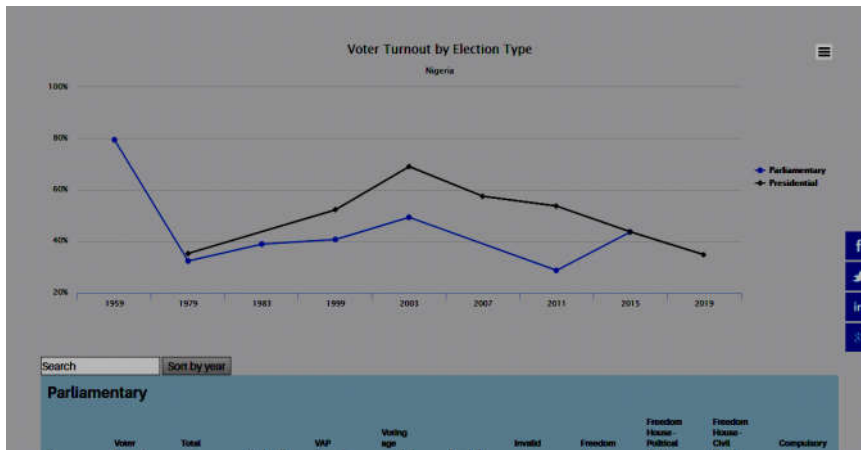 Voter Turnout by Election Type
Nigeria
100%
80%
60%
40%
20%
Parliamentary
Presidential
1959 1979 1983 1999 2003 2007 2011 2015 2019
Search Sort by year
Parliamentary
Voter Total VAP Voting age Invalid Freedom Freedom House - Political Freedom House - Civil Compulsory